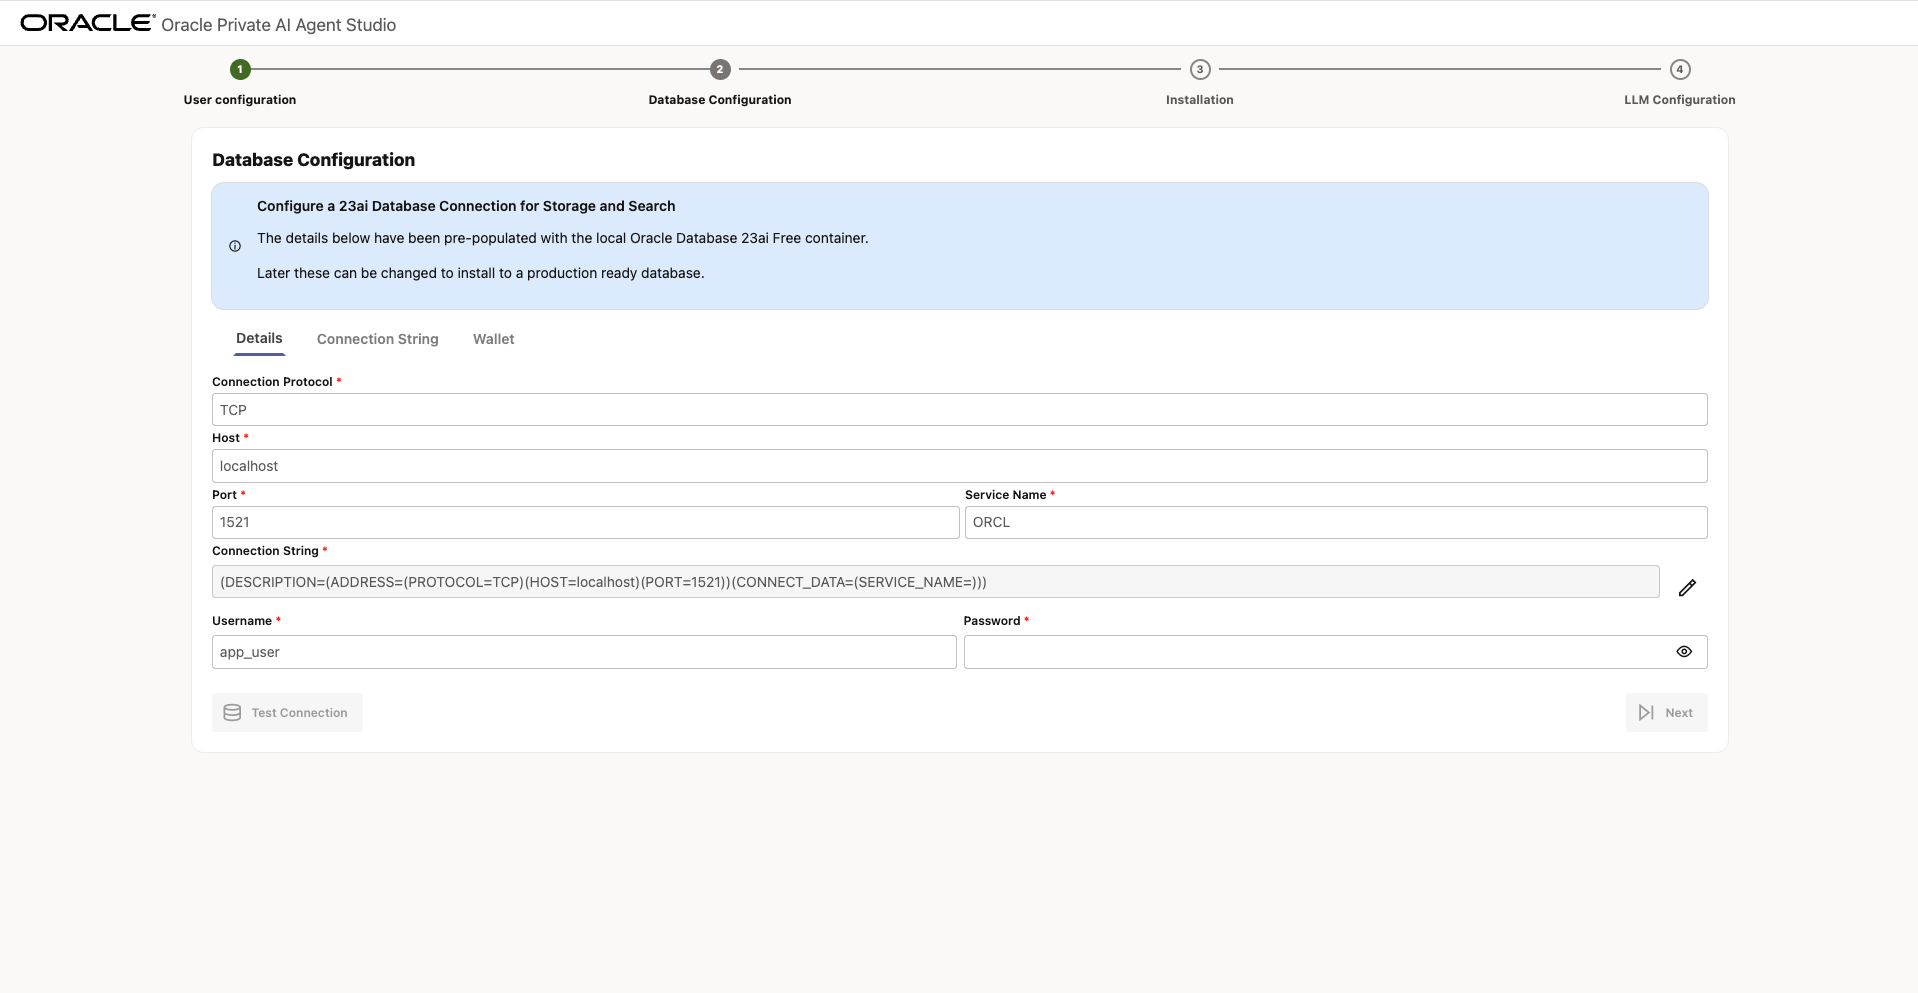 ORACLE Oracle Private AI Agent Studio
1 2 3 4
User configuration Database Configuration Installation LLM Configuration
Database Configuration
Configure a 23ai Database Connection for Storage and Search
The details below have been pre-populated with the local Oracle Database 23ai Free container.
Later these can be changed to install to a production ready database.
Details Connection String Wallet
Connection Protocol *
TCP
Host *
localhost
Port * Service Name *
1521 ORCL
Connection String *
(DESCRIPTION=(ADDRESS=(PROTOCOL=TCP)(HOST=localhost)(PORT=1521))(CONNECT_DATA=(SERVICE_NAME=)))
Username * Password *
app_user
Test Connection Next